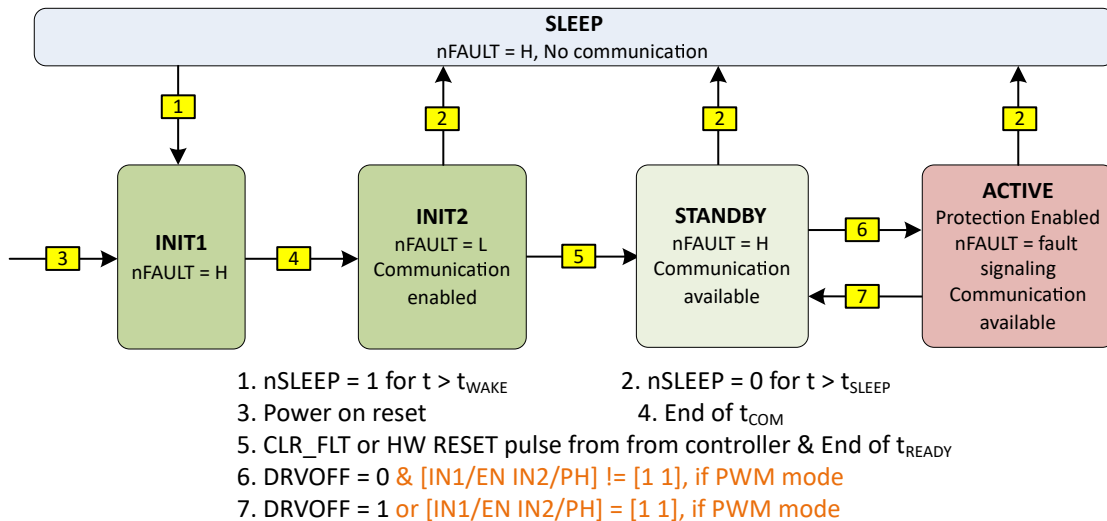 SLEEP
nFAULT = H, No communication
1
2
2
2
INIT1
nFAULT = H
INIT2
nFAULT = L
Communication
enabled
STANDBY
nFAULT = H
Communication
available
ACTIVE
Protection Enabled
nFAULT = fault
signaling
Communication
available
3
4
5
6
7
1. nSLEEP = 1 for t > tWAKE
2. nSLEEP = 0 for t > tSLEEP
3. Power on reset
4. End of tCOM
5. CLR_FLT or HW RESET pulse from from controller & End of tREADY
6. DRVOFF = 0 & [IN1/EN IN2/PH] != [1 1], if PWM mode
7. DRVOFF = 1 or [IN1/EN IN2/PH] = [1 1], if PWM mode